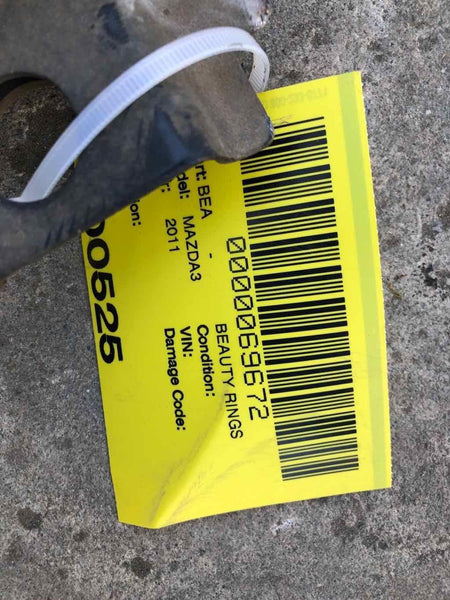 0000069672
rt: BEA
BEAUTY RINGS
del: MAZDA3
Condition:
2011
VIN:
Damage Code:
on:
00525